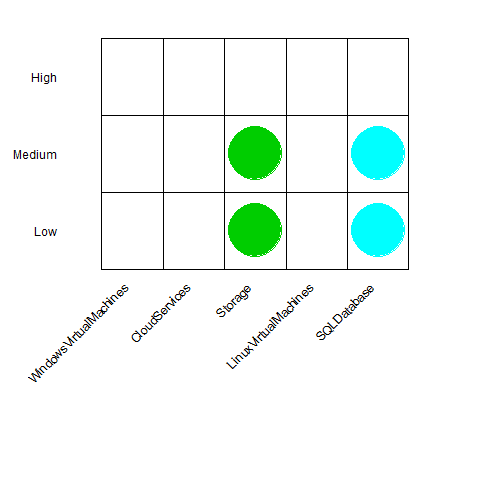 High
Medium
Low
WindowsVirtualMachines
CloudServices
Storage
LinuxVirtualMachines
SQLDatabase